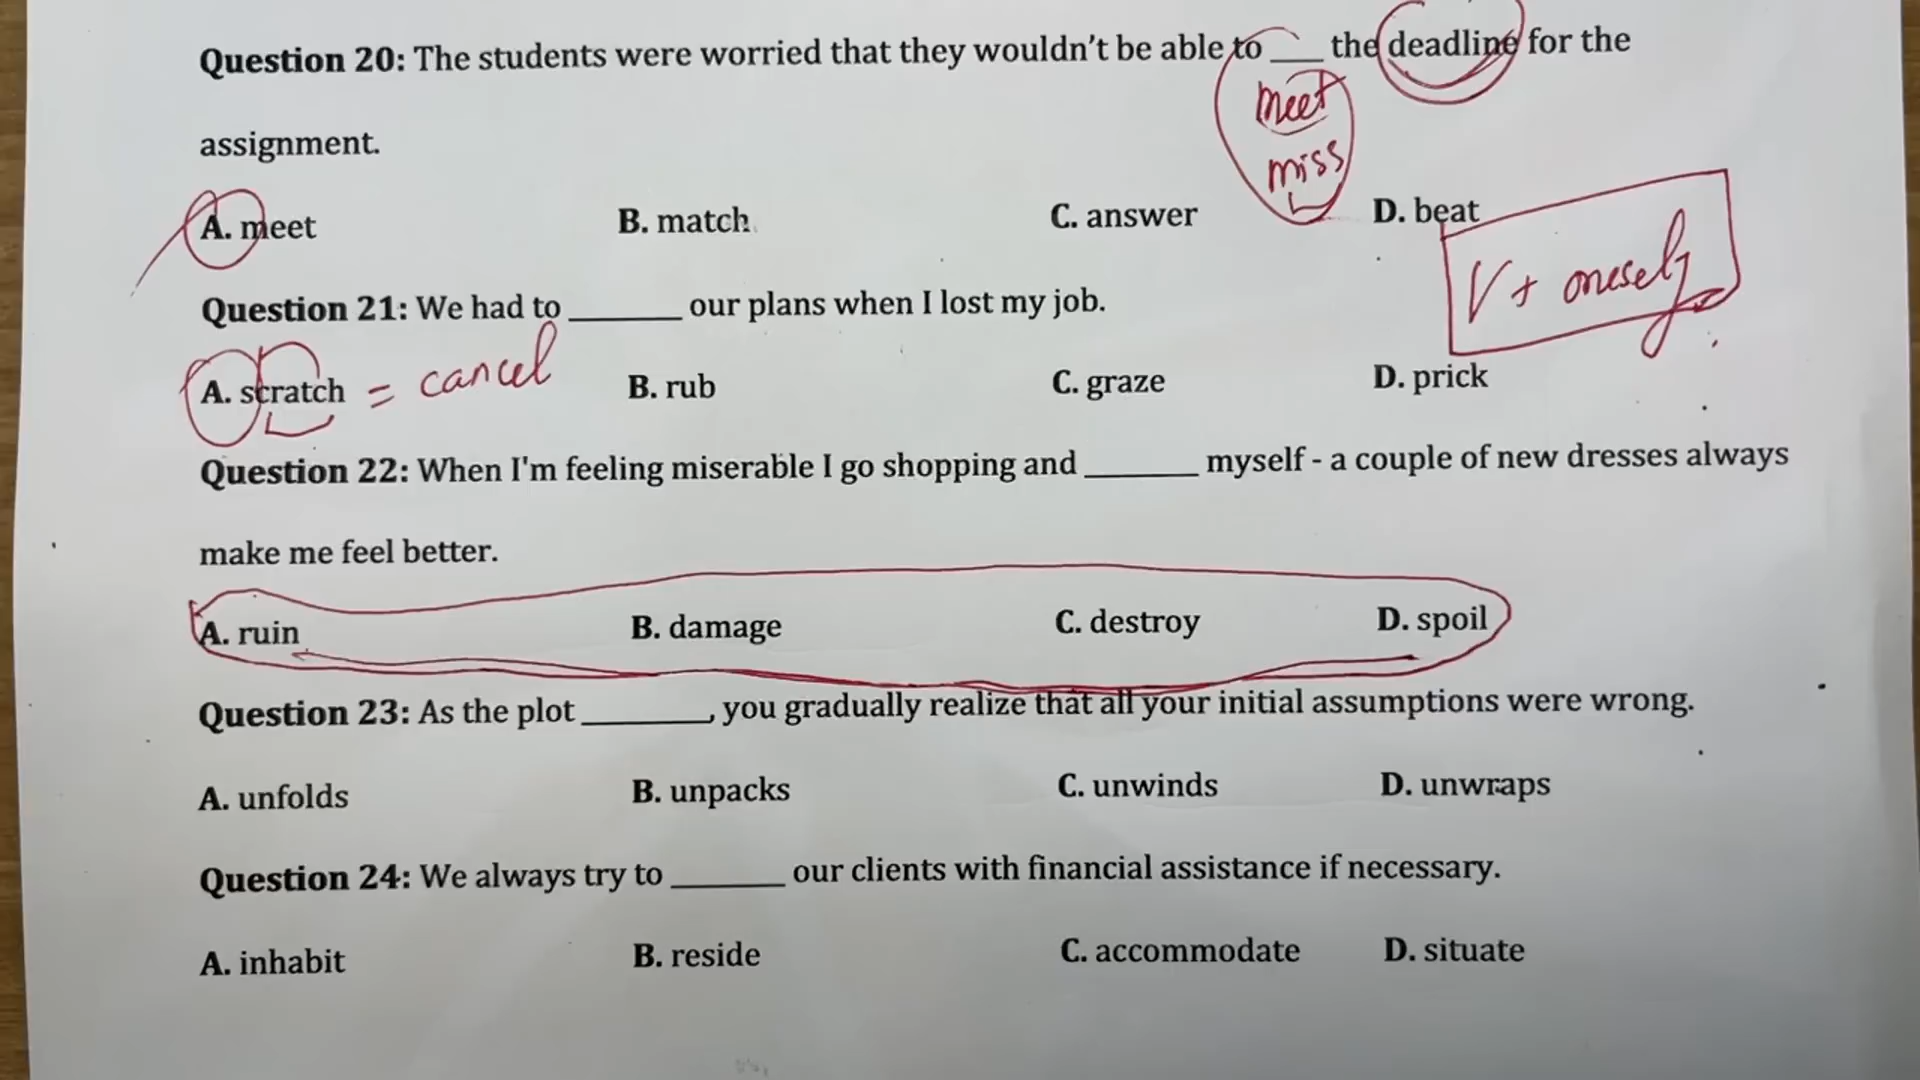 Question 20: The students were worried that they wouldn't be able to ___ the deadline for the
meet
assignment.
miss
A. meet B. match C. answer D. beat
V + oneself
Question 21: We had to _______ our plans when I lost my job.
A. scratch = cancel B. rub C. graze D. prick
Question 22: When I'm feeling miserable I go shopping and _______ myself - a couple of new dresses always
make me feel better.
A. ruin B. damage C. destroy D. spoil
Question 23: As the plot ________, you gradually realize that all your initial assumptions were wrong.
A. unfolds B. unpacks C. unwinds D. unwraps
Question 24: We always try to _______ our clients with financial assistance if necessary.
A. inhabit B. reside C. accommodate D. situate